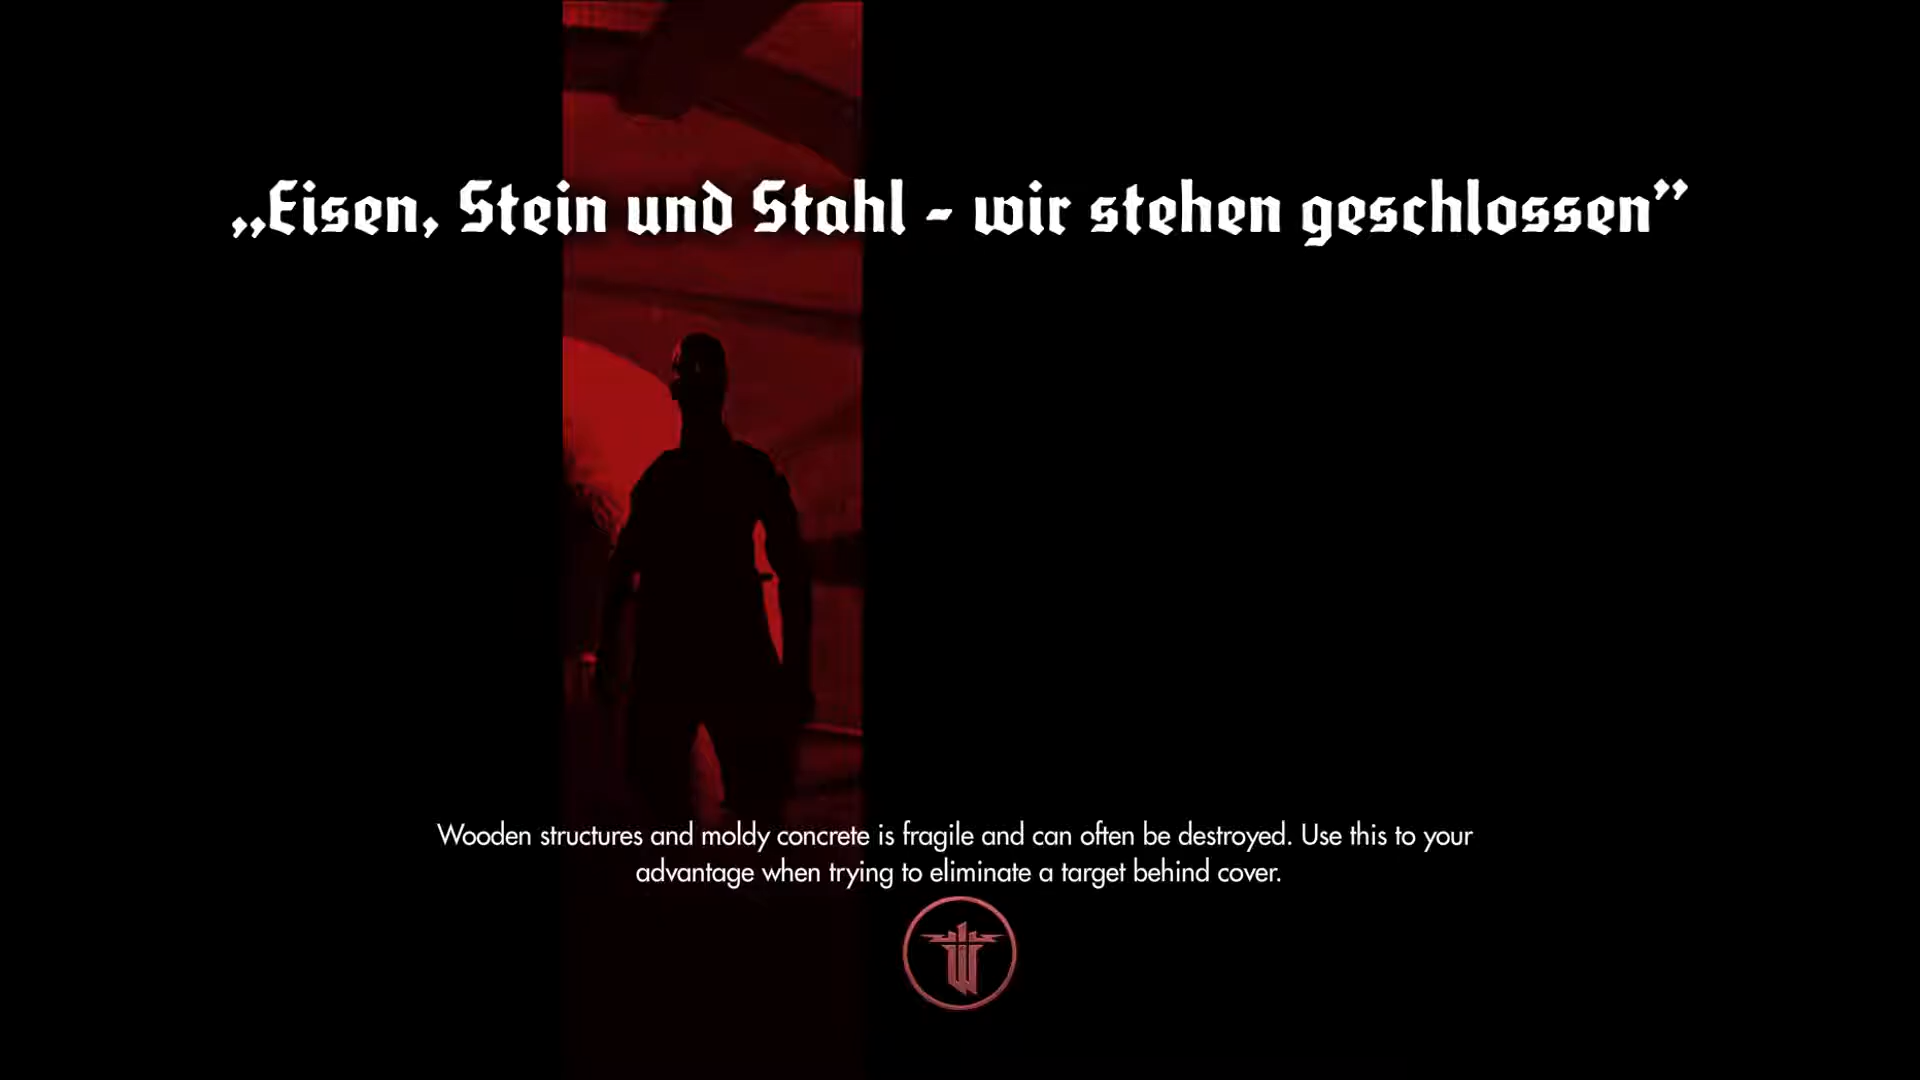 „Eisen, Stein und Stahl - wir stehen geschlossen”
Wooden structures and moldy concrete is fragile and can often be destroyed. Use this to your
advantage when trying to eliminate a target behind cover.